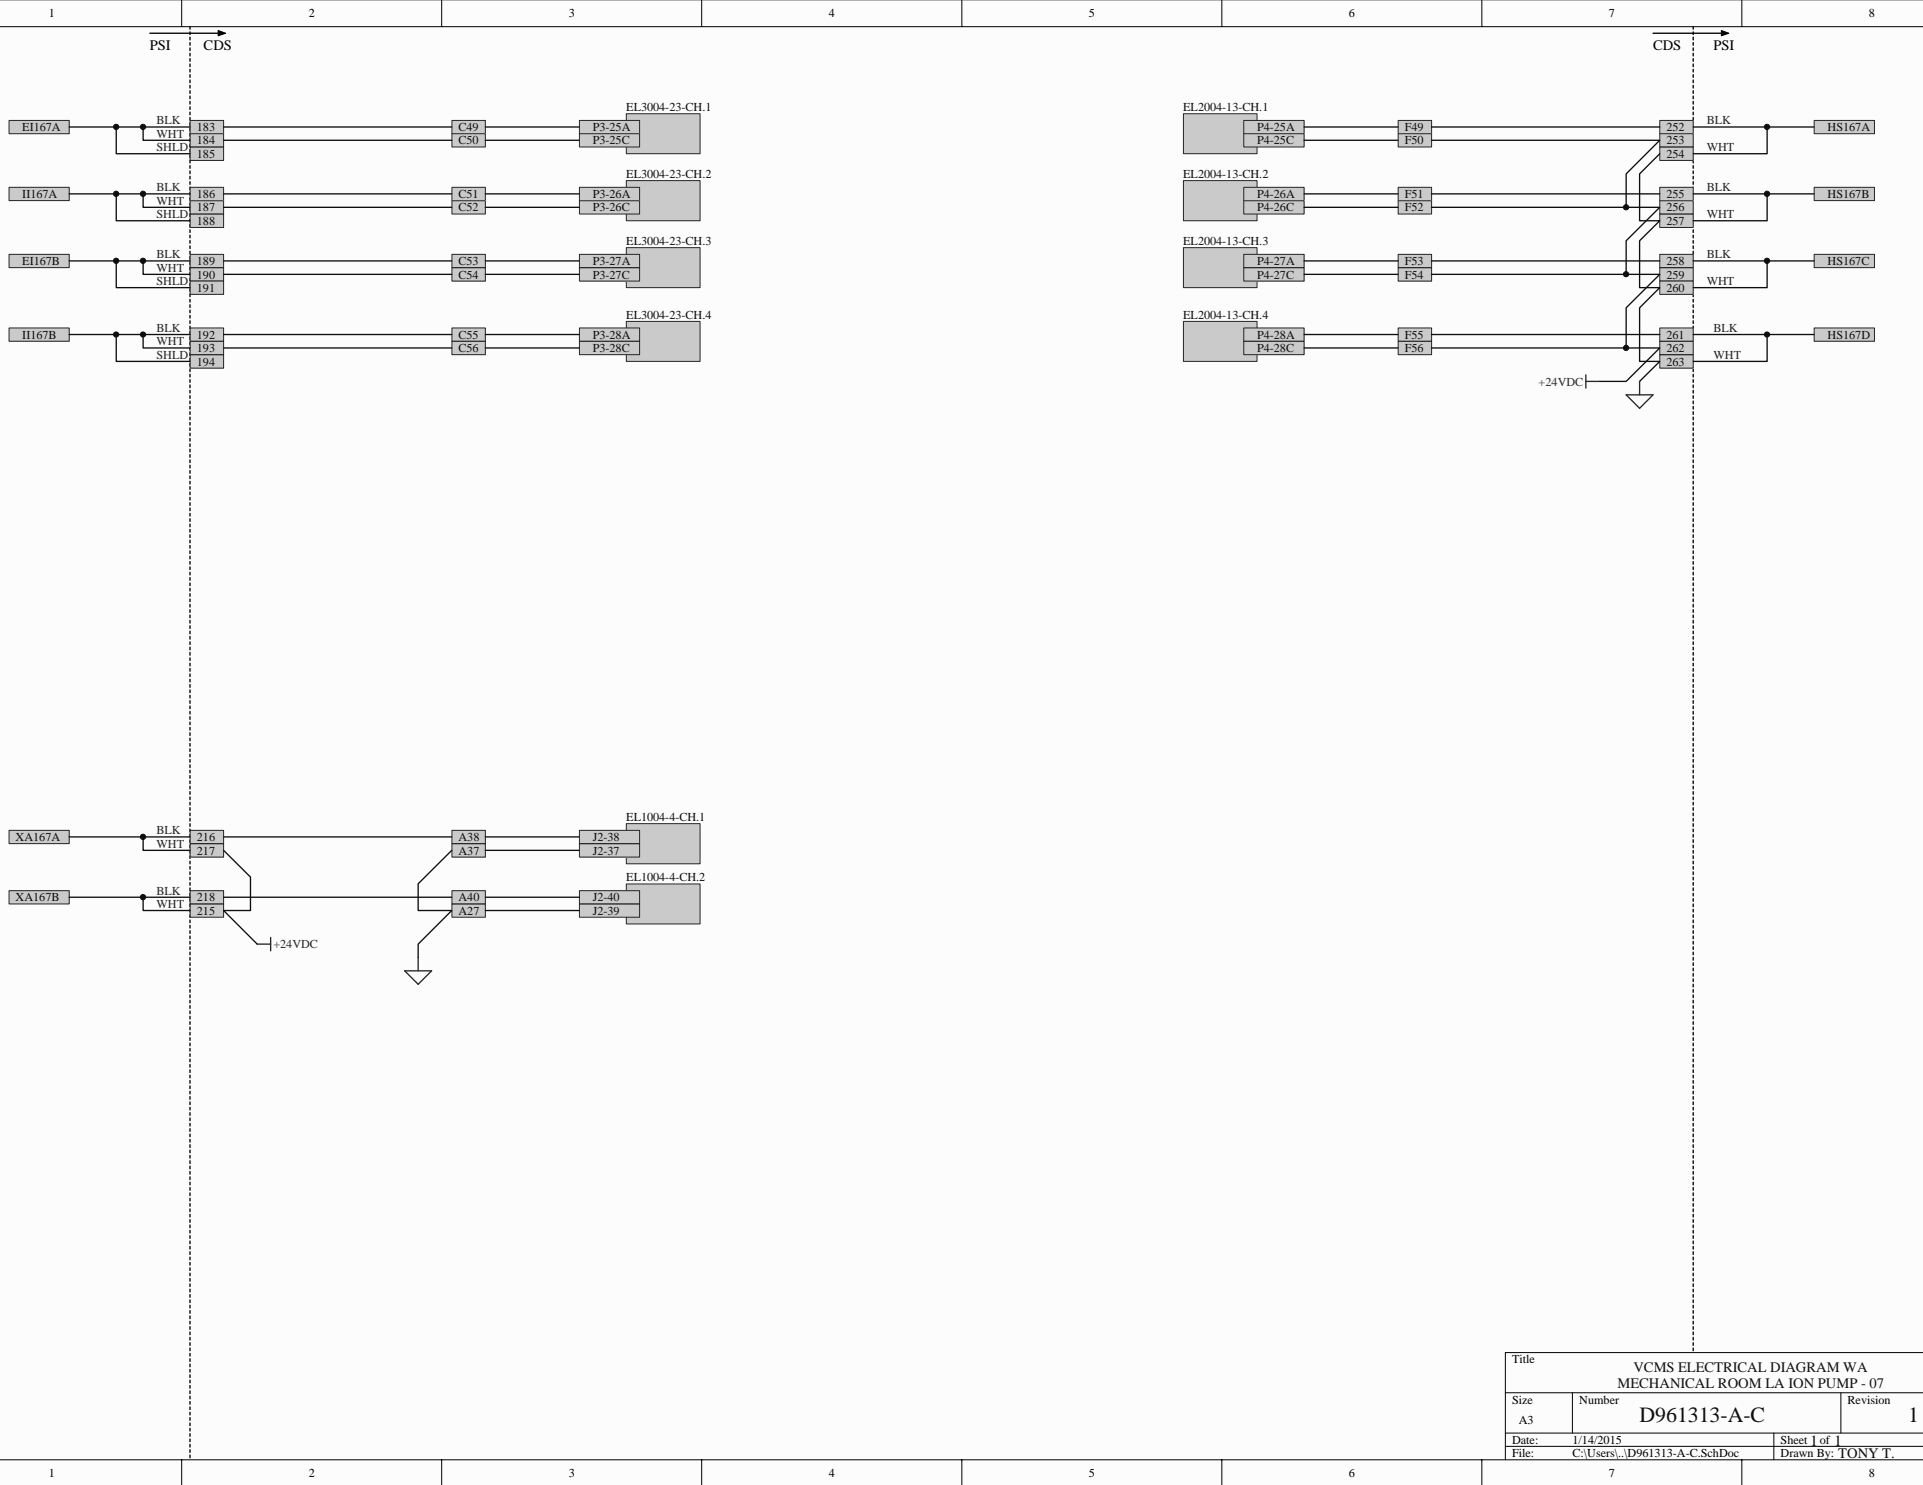 1 2 3 4 5 6 7 8
PSI CDS
CDS PSI
EL3004-23-CH.1
EI167A BLK 183 C49 P3-25A
WHT 184 C50 P3-25C
SHLD 185
EL3004-23-CH.2
II167A BLK 186 C51 P3-26A
WHT 187 C52 P3-26C
SHLD 188
EL3004-23-CH.3
EI167B BLK 189 C53 P3-27A
WHT 190 C54 P3-27C
SHLD 191
EL3004-23-CH.4
II167B BLK 192 C55 P3-28A
WHT 193 C56 P3-28C
SHLD 194
EL2004-13-CH.1
P4-25A F49 252 BLK HS167A
P4-25C F50 253
254 WHT
EL2004-13-CH.2
P4-26A F51 255 BLK HS167B
P4-26C F52 256
257 WHT
EL2004-13-CH.3
P4-27A F53 258 BLK HS167C
P4-27C F54 259
260 WHT
EL2004-13-CH.4
P4-28A F55 261 BLK HS167D
P4-28C F56 262
263 WHT
+24VDC
EL1004-4-CH.1
XA167A BLK 216 A38 J2-38
WHT 217 A37 J2-37
EL1004-4-CH.2
XA167B BLK 218 A40 J2-40
WHT 215 A27 J2-39
+24VDC
Title
VCMS ELECTRICAL DIAGRAM WA
MECHANICAL ROOM LA ION PUMP - 07
Size Number Revision
A3 D961313-A-C 1
Date: 1/14/2015 Sheet 1 of 1
File: C:\Users\..\D961313-A-C.SchDoc Drawn By: TONY T.
1 2 3 4 5 6 7 8